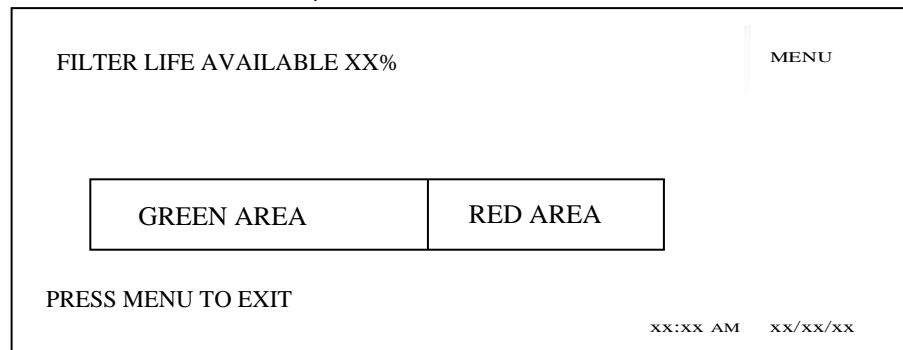 FILTER LIFE AVAILABLE XX%
MENU
GREEN AREA
RED AREA
PRESS MENU TO EXIT
xx:xx AM xx/xx/xx